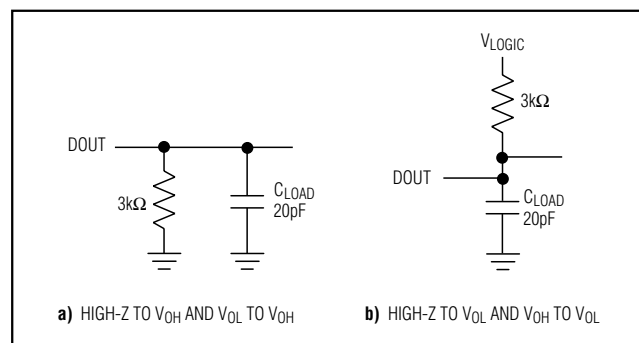 DOUT
3kΩ
CLOAD
20pF
a) HIGH-Z TO VOH AND VOL TO VOH
VLOGIC
3kΩ
DOUT
CLOAD
20pF
b) HIGH-Z TO VOL AND VOH TO VOL